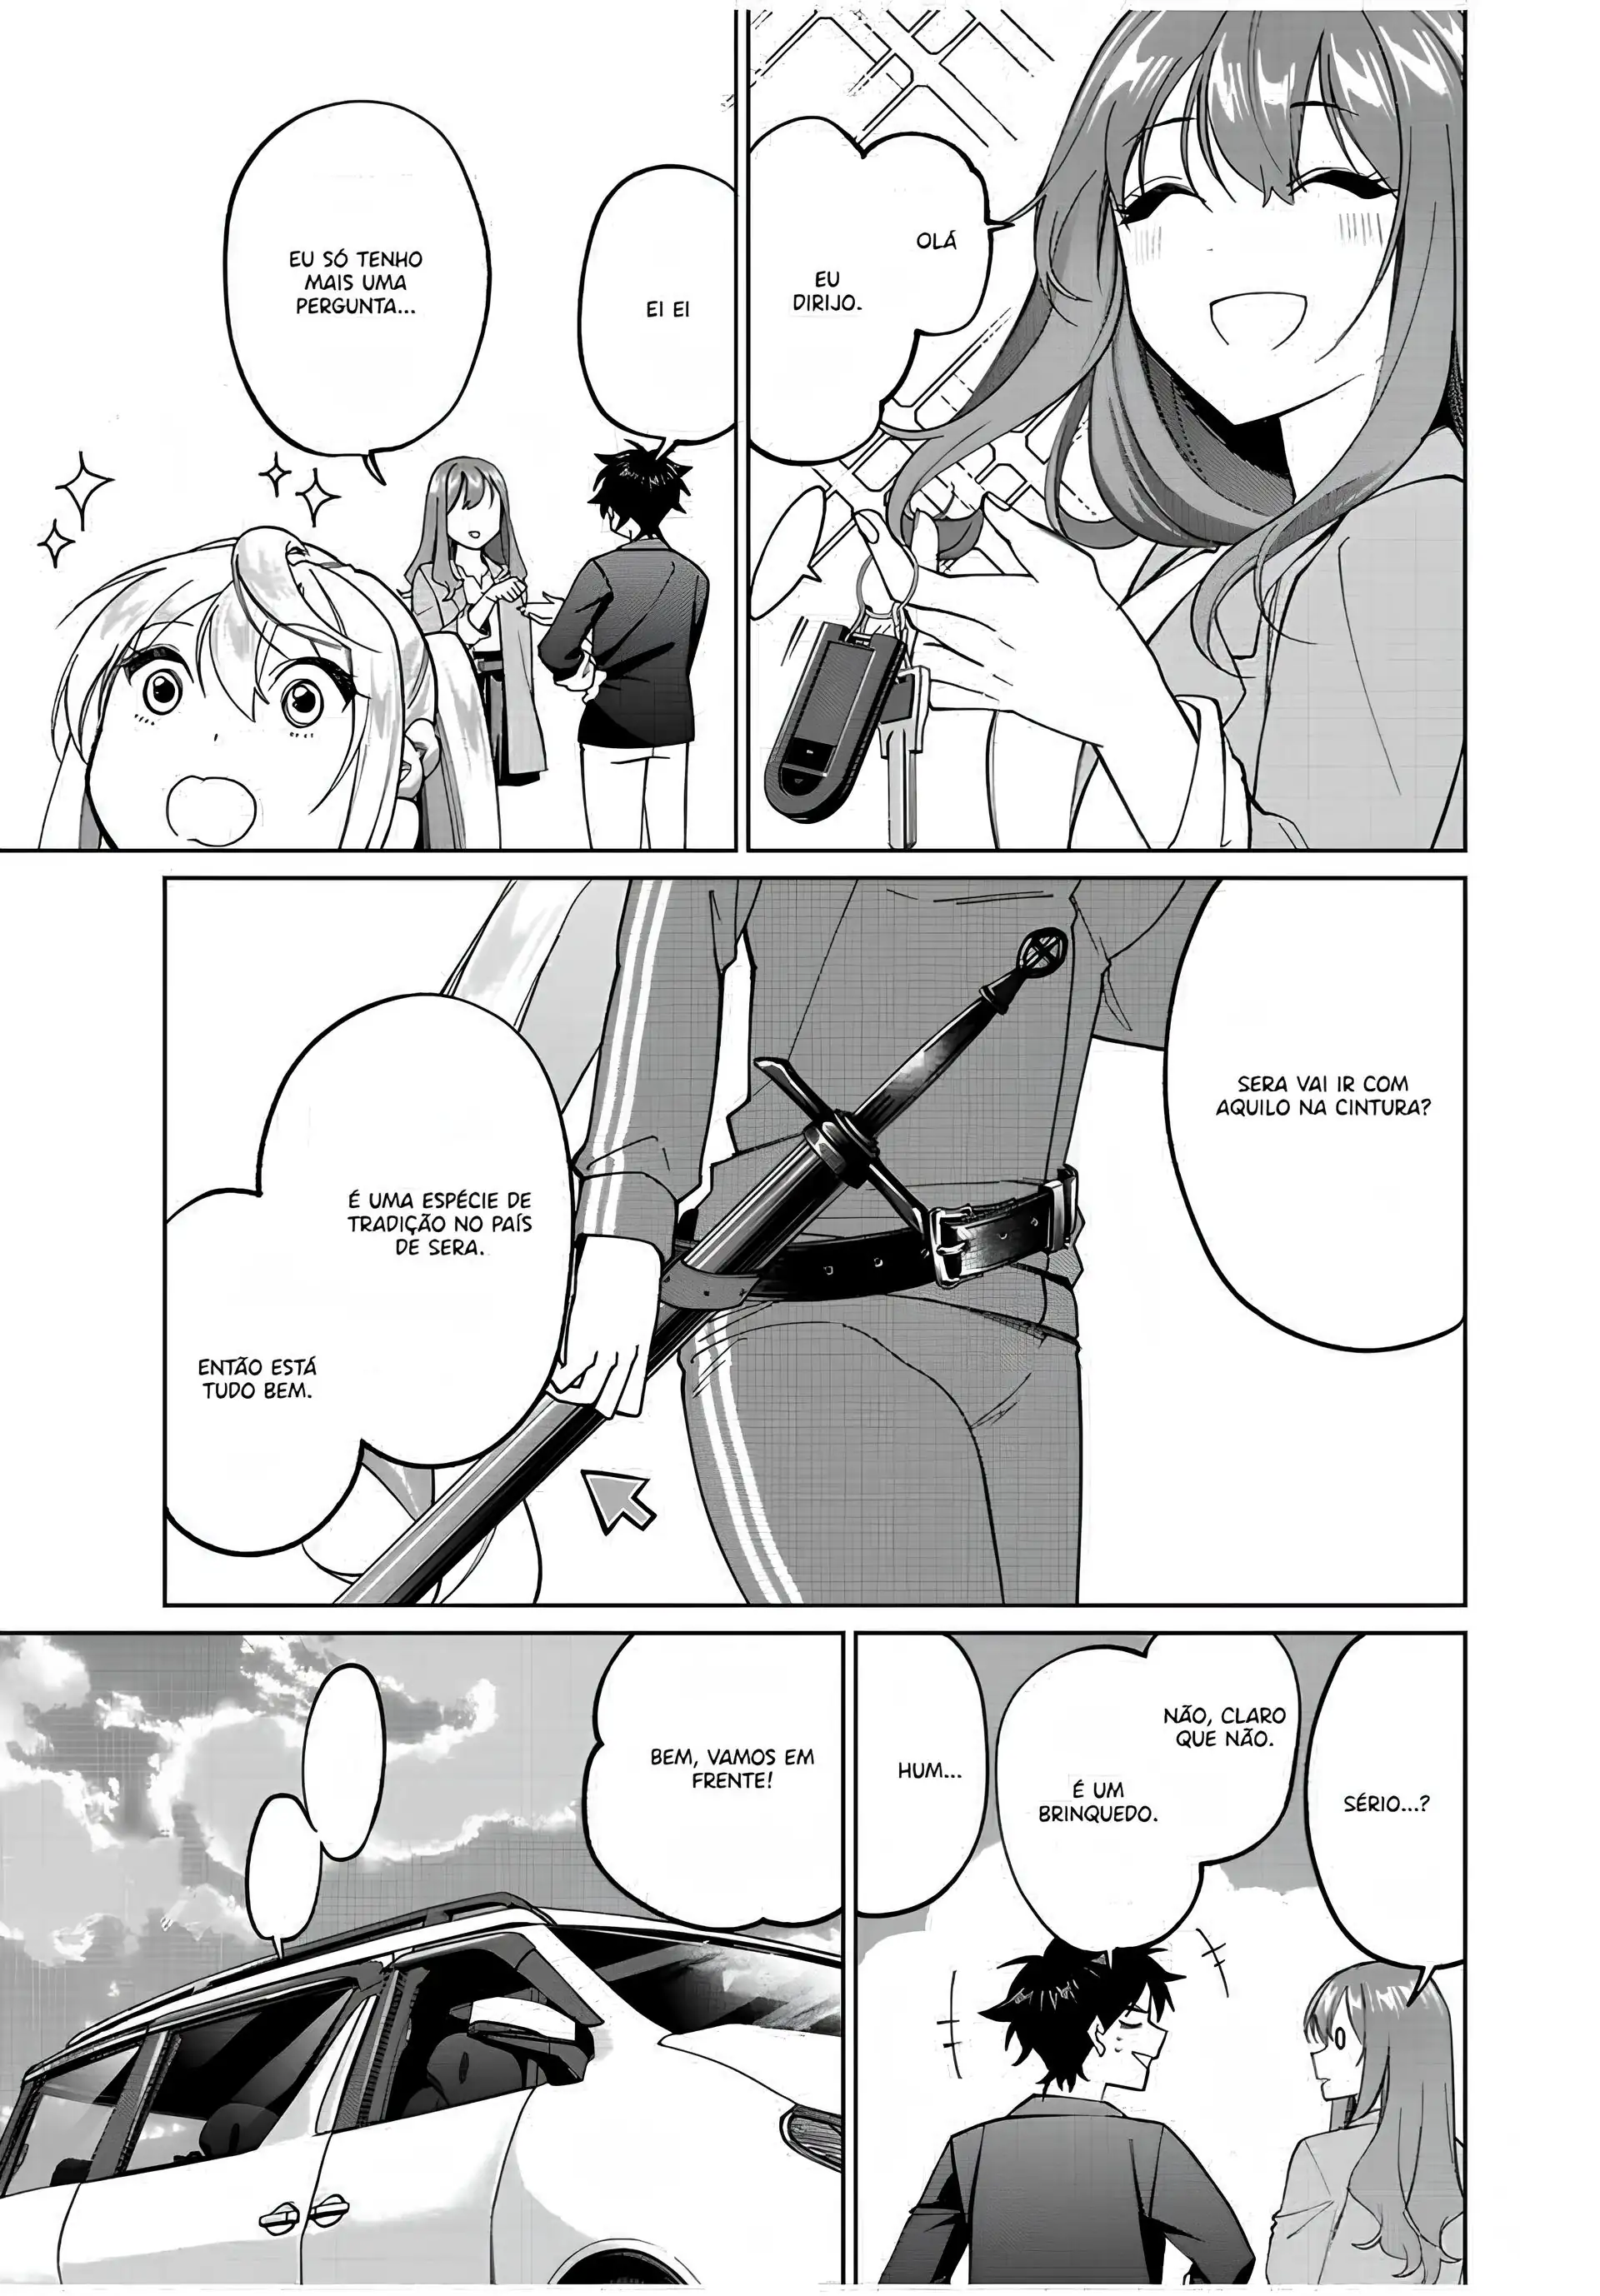 OLÁ
EU
DIRIJO.
EI EI
EU SÓ TENHO
MAIS UMA
PERGUNTA...
SERA VAI IR COM
AQUILO NA CINTURA?
É UMA ESPÉCIE DE
TRADIÇÃO NO PAÍS
DE SERA.
ENTÃO ESTÁ
TUDO BEM.
SÉRIO...?
NÃO, CLARO
QUE NÃO.
É UM
BRINQUEDO.
HUM...
BEM, VAMOS EM
FRENTE!